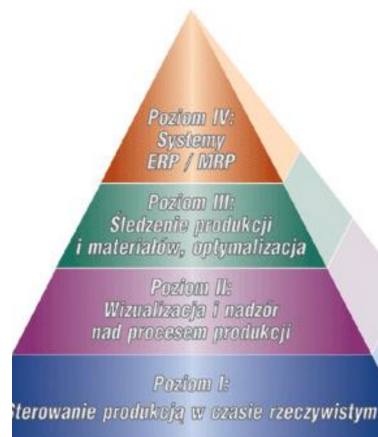 Poziom IV:
Systemy
ERP / MRP
Poziom III:
Śledzenie produkcji
i materiałów, optymalizacja
Poziom II:
Wizualizacja i nadzór
nad procesem produkcji
Poziom I:
Sterowanie produkcją w czasie rzeczywistym